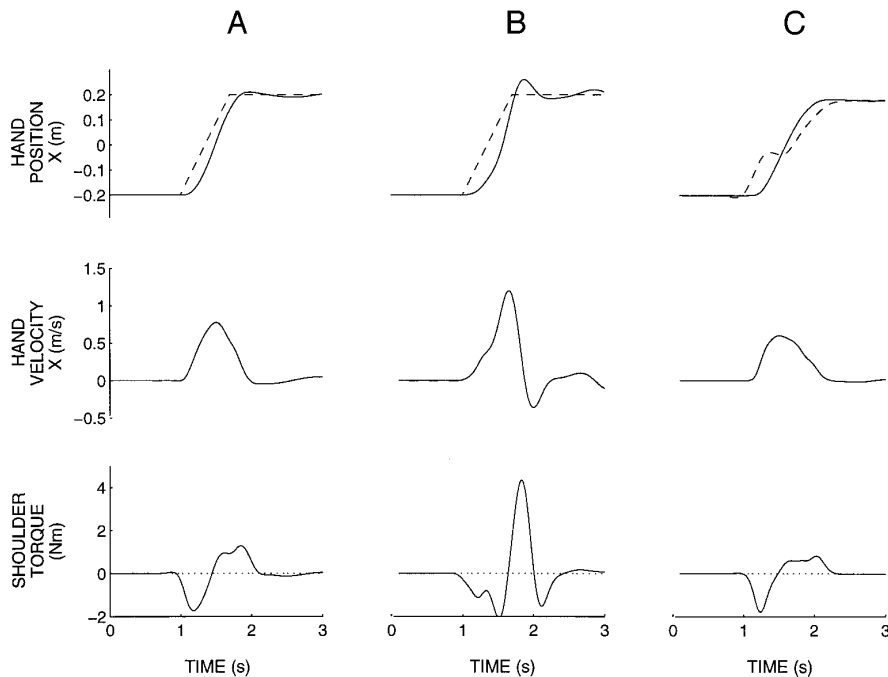 A B C
HAND
POSITION
X (m)
0.2
0.1
0
−0.1
−0.2
HAND
VELOCITY
X (m/s)
1.5
1
0.5
0
−0.5
SHOULDER
TORQUE
(Nm)
4
2
0
−2
0 1 2 3 0 1 2 3 0 1 2 3
TIME (s) TIME (s) TIME (s)